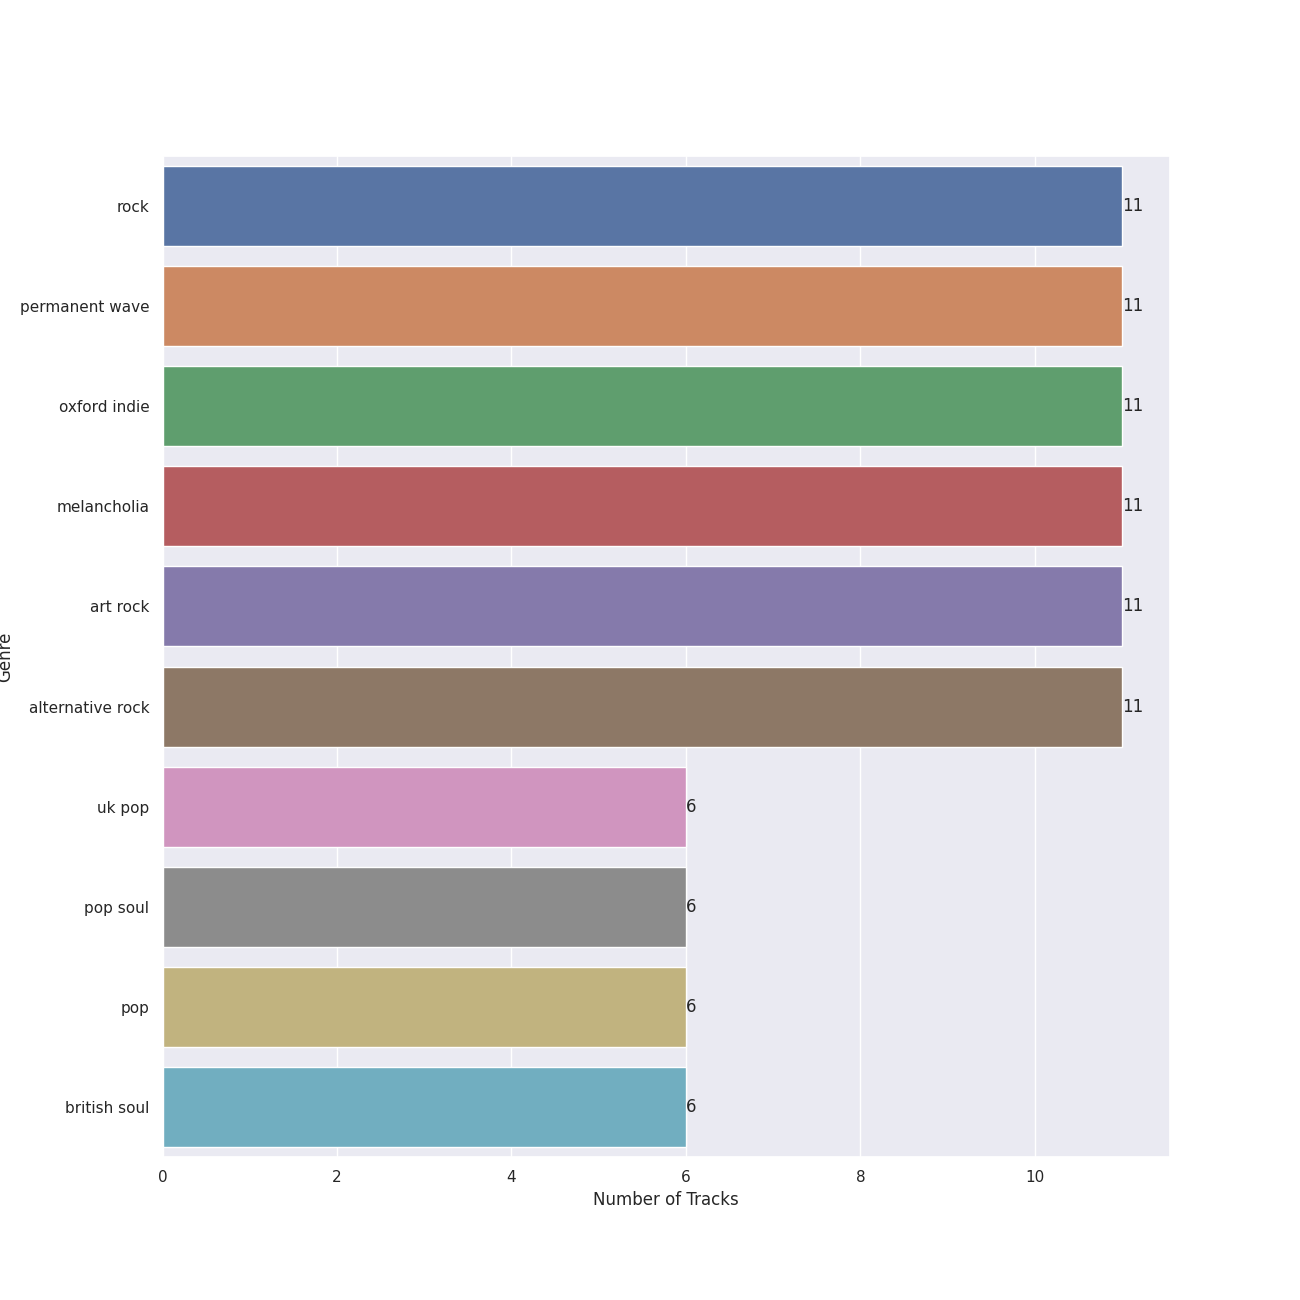 rock 11
permanent wave 11
oxford indie 11
melancholia 11
art rock 11
Genre
alternative rock 11
uk pop 6
pop soul 6
pop 6
british soul 6
0 2 4 6 8 10
Number of Tracks